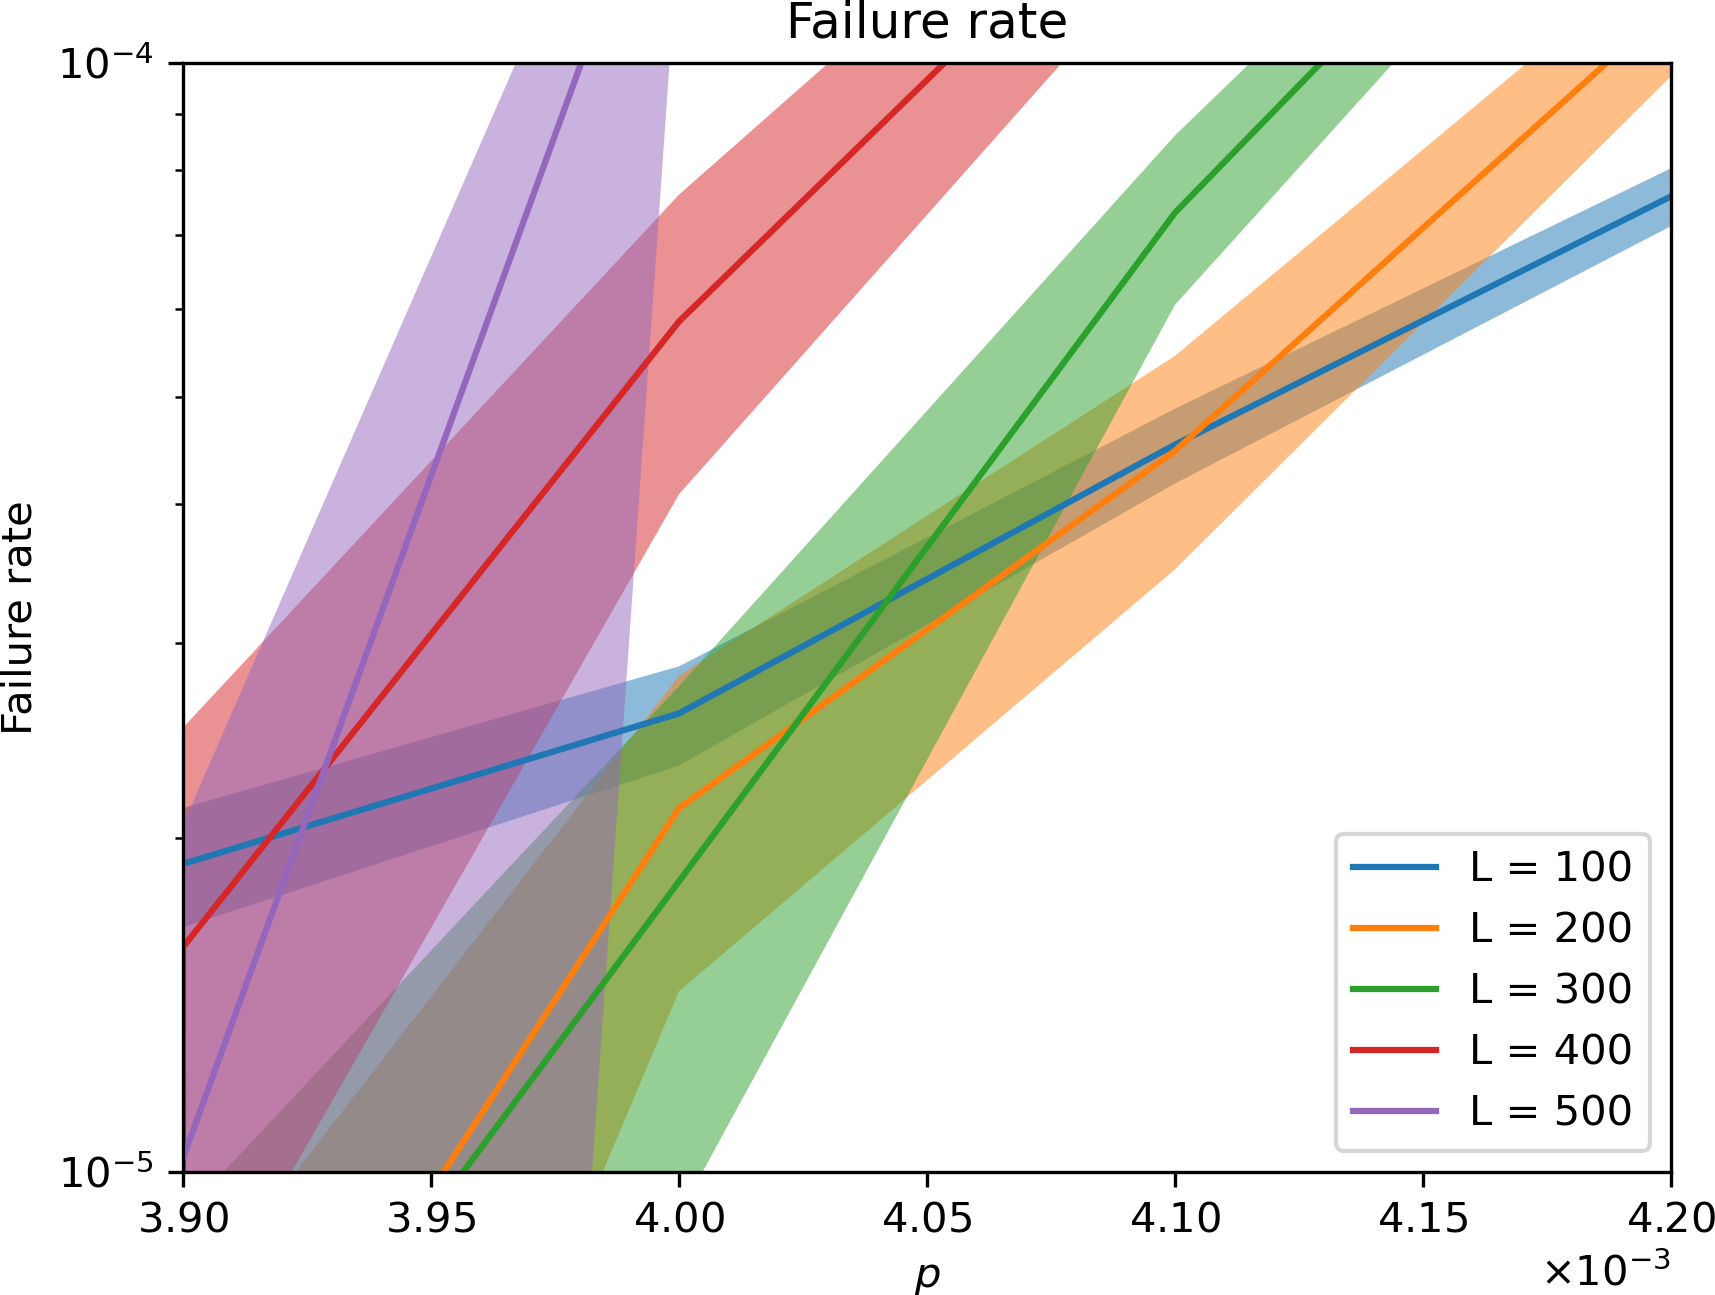 Failure rate
10⁻⁴
10⁻⁵
Failure rate
3.90 3.95 4.00 4.05 4.10 4.15 4.20
p
×10⁻³
L = 100
L = 200
L = 300
L = 400
L = 500